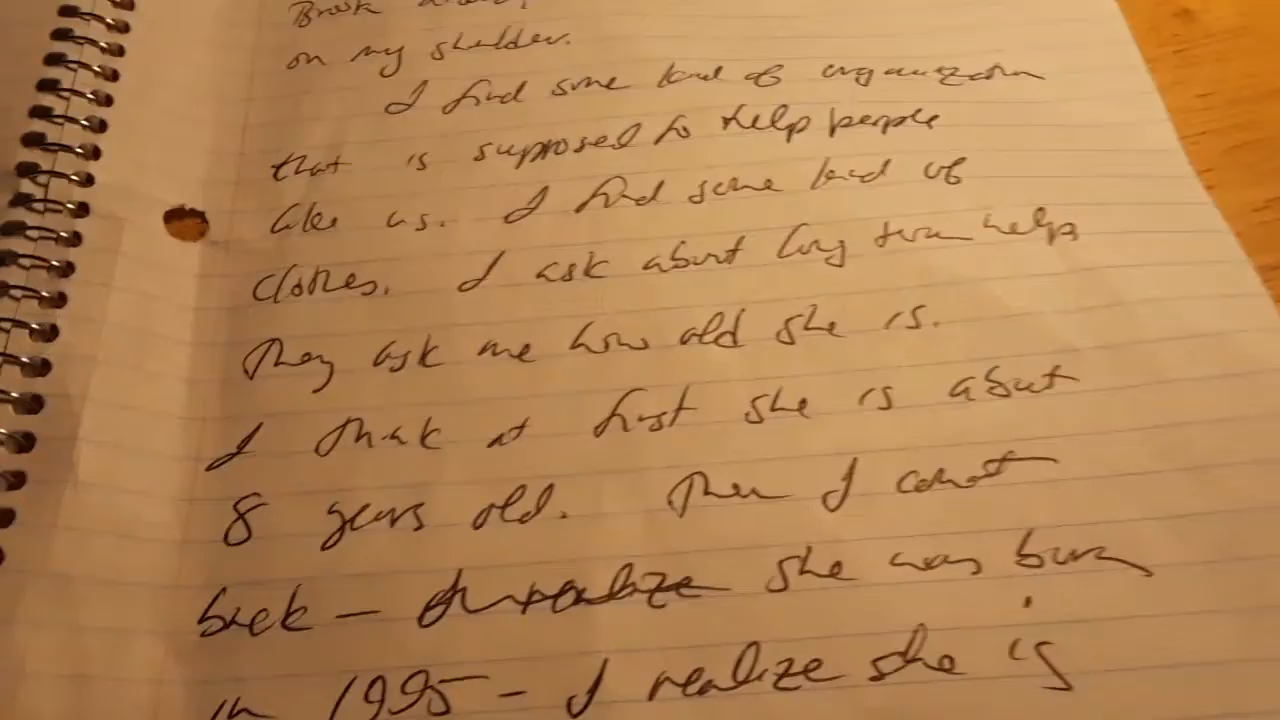 Brook
on my sholder.
I find some kind of organization
that is supposed to help people
like us. I find some kind of
clothes. I ask about long term help
They ask me how old she is.
I think at first she is about
8 years old. Then I count
back - she was born
in 1995 - I realize she is